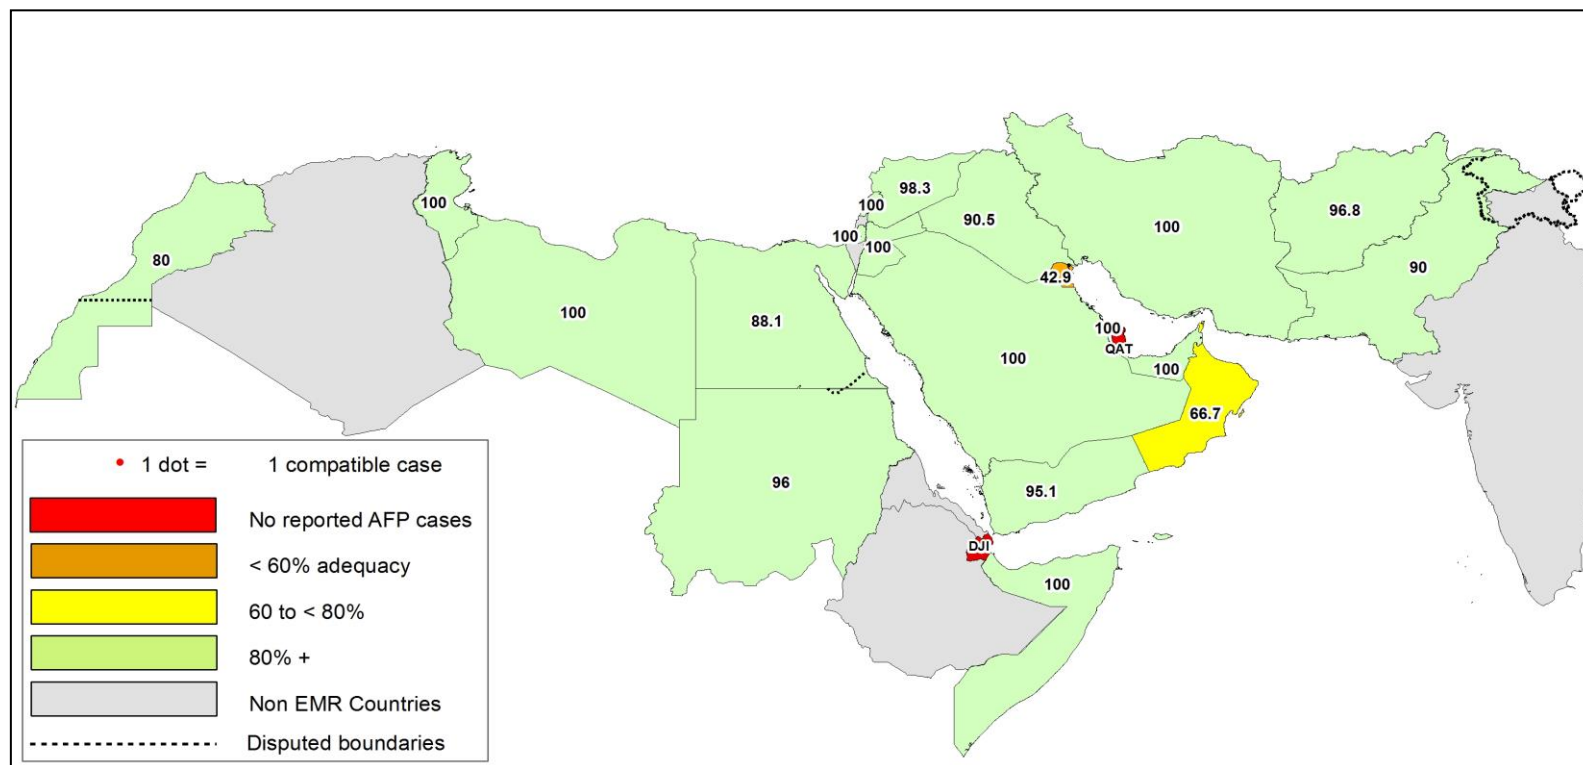 98.3
100
100
96.8
90.5
100
100
100
80
90
42.9
100
88.1
100
100
QAT
100
66.7
1 dot = 1 compatible case
96
95.1
No reported AFP cases
DJI
< 60% adequacy
100
60 to < 80%
80% +
Non EMR Countries
Disputed boundaries